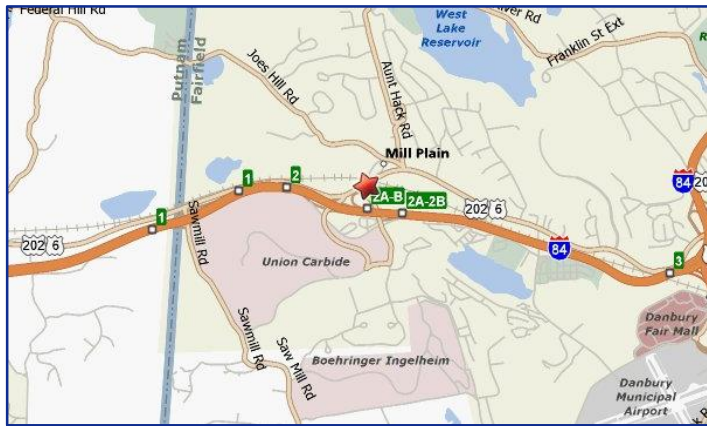 Federal Hill Rd
West
Lake
Reservoir
Franklin St Ext
Joes Hill Rd
Aunt Hack Rd
Putnam
Fairfield
Mill Plain
84
202 6
1
2
2A-B
2A-2B
1
202 6
84
3
202 6
Sawmill Rd
Union Carbide
Sawmill Rd
Saw Mill Rd
Boehringer Ingelheim
Danbury
Fair Mall
Danbury
Municipal
Airport